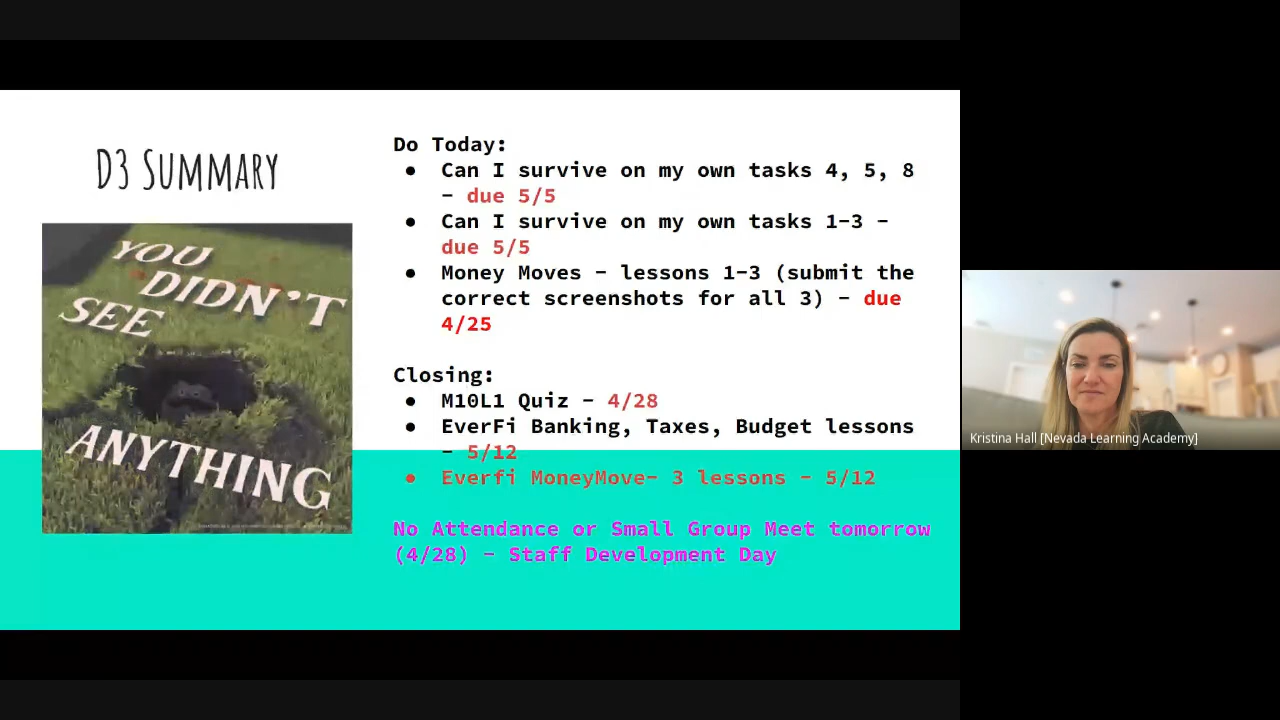 D3 SUMMARY
YOU
DIDN'T
SEE
ANYTHING
Do Today:
● Can I survive on my own tasks 4, 5, 8
– due 5/5
● Can I survive on my own tasks 1–3 –
due 5/5
● Money Moves – lessons 1–3 (submit the
correct screenshots for all 3) – due
4/25
Closing:
● M10L1 Quiz – 4/28
● EverFi Banking, Taxes, Budget lessons
– 5/12
● Everfi MoneyMove– 3 lessons – 5/12
No Attendance or Small Group Meet tomorrow
(4/28) – Staff Development Day
Kristina Hall [Nevada Learning Academy]